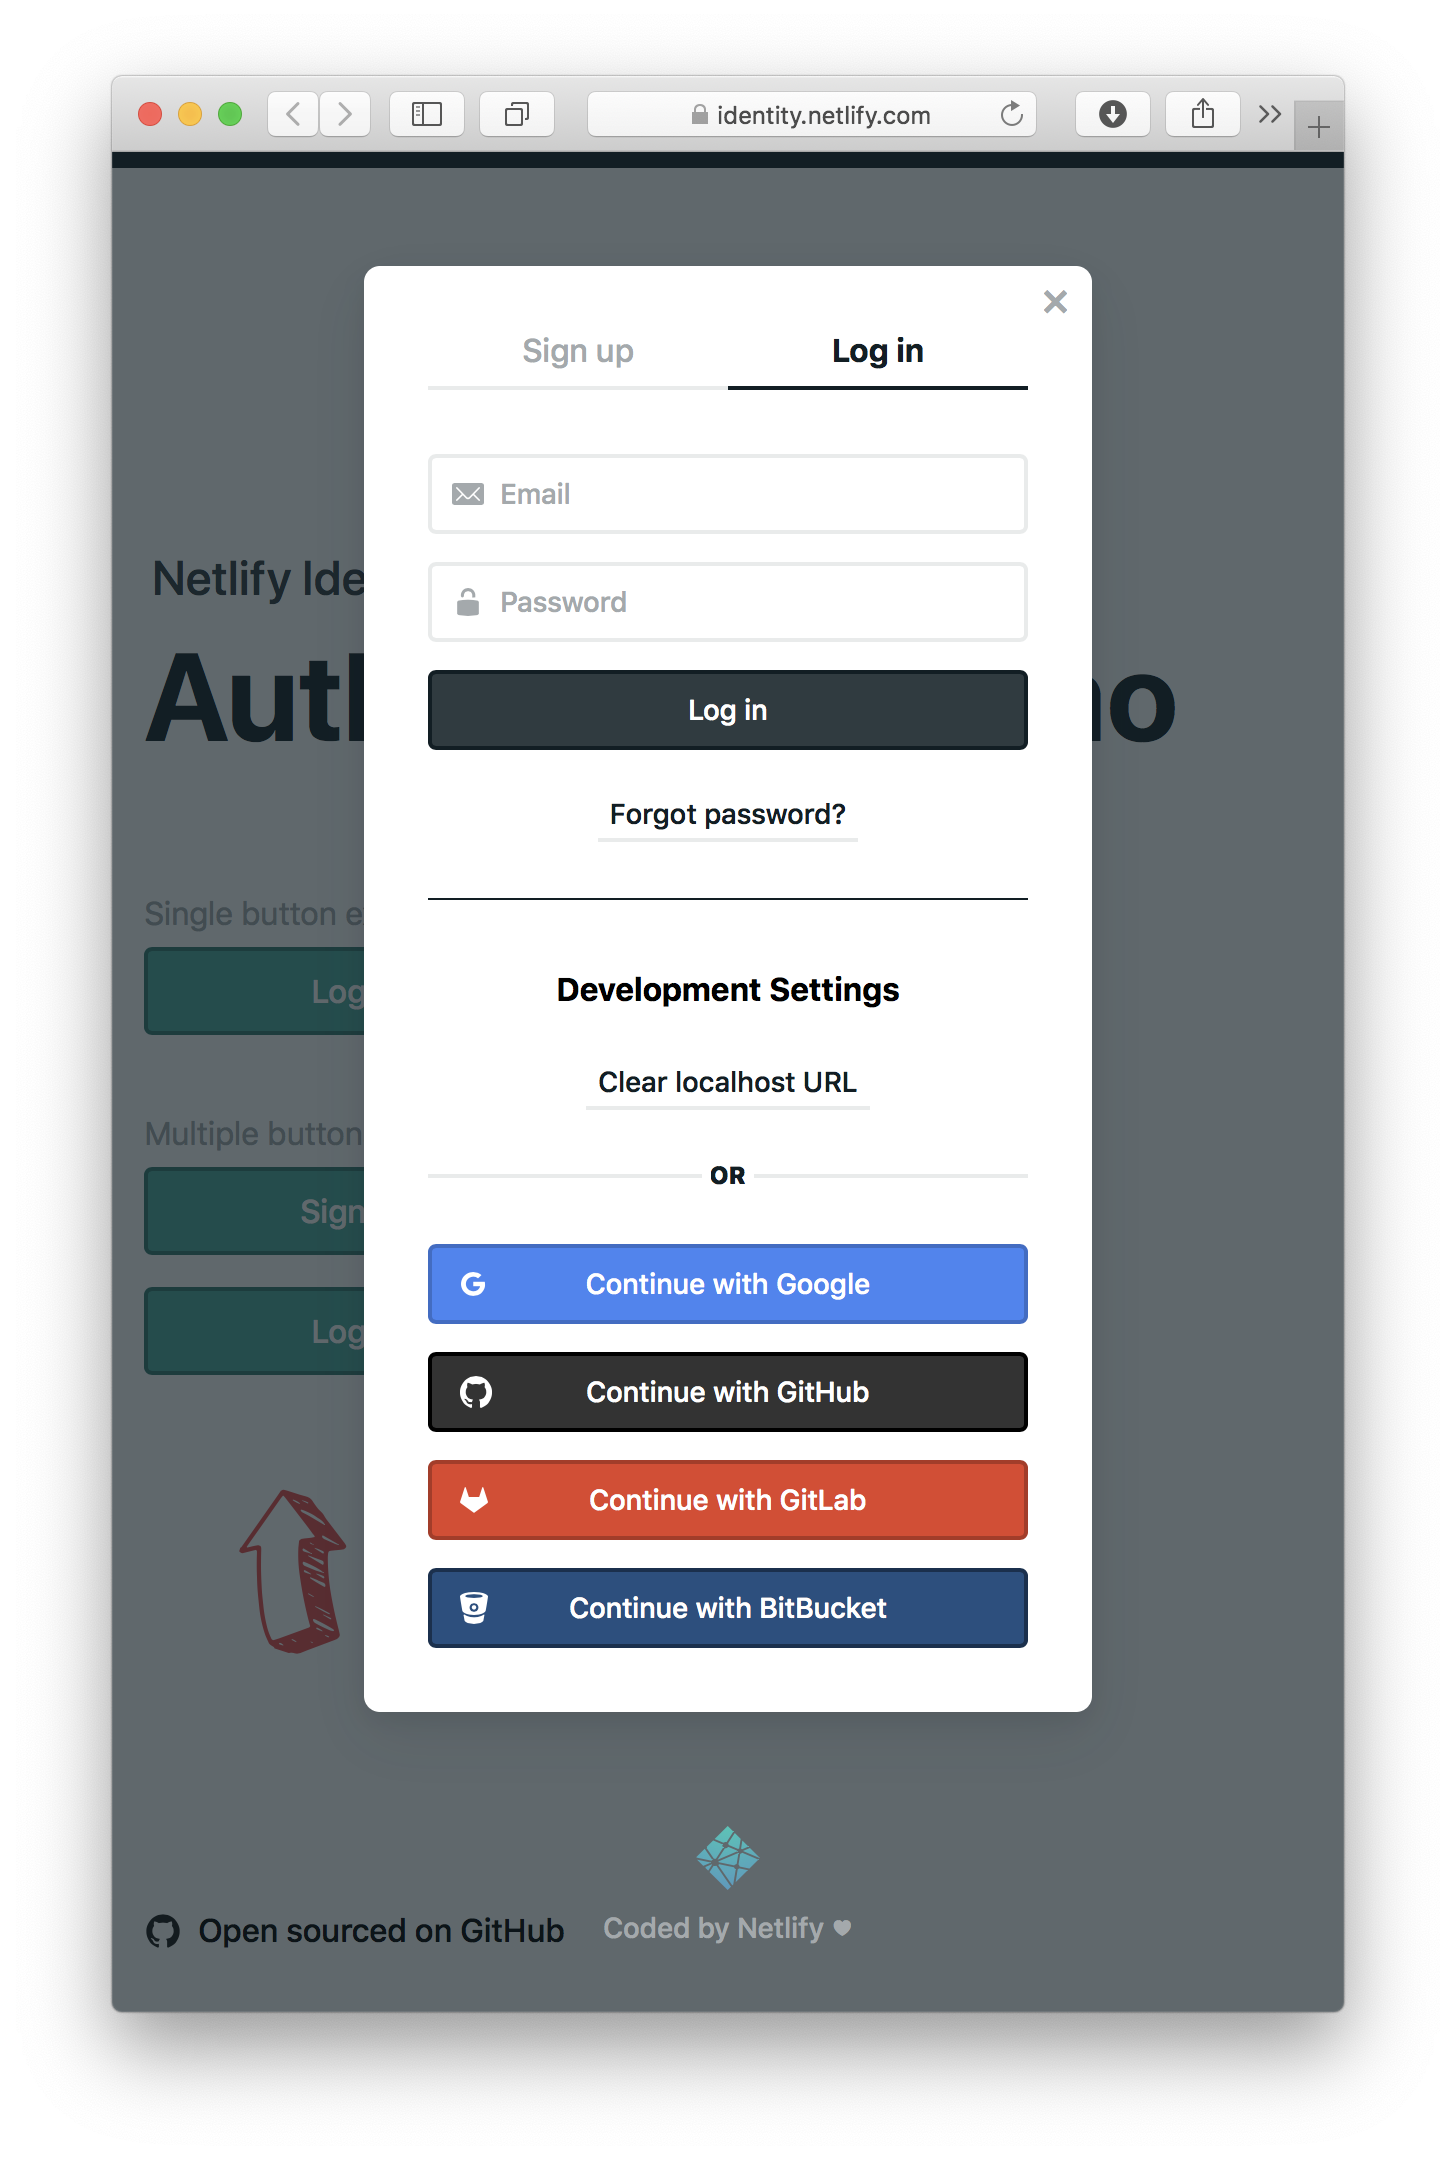 identity.netlify.com
Sign up
Log in
Email
Netlify Ide
Password
Aut
o
Log in
Forgot password?
Single button e
Log
Development Settings
Clear localhost URL
Multiple button
OR
Sign
Continue with Google
Log
Continue with GitHub
Continue with GitLab
Continue with BitBucket
Open sourced on GitHub
Coded by Netlify